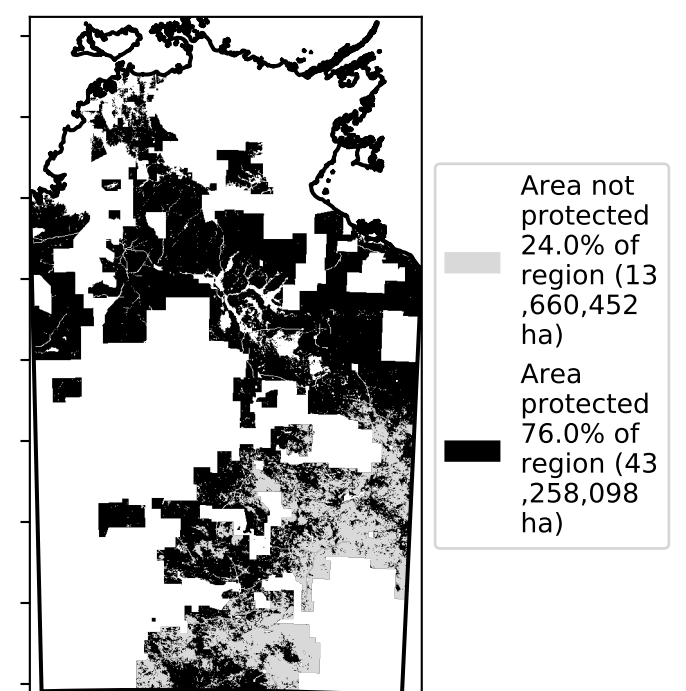 Area not
protected
24.0% of
region (13
,660,452
ha)
Area
protected
76.0% of
region (43
,258,098
ha)